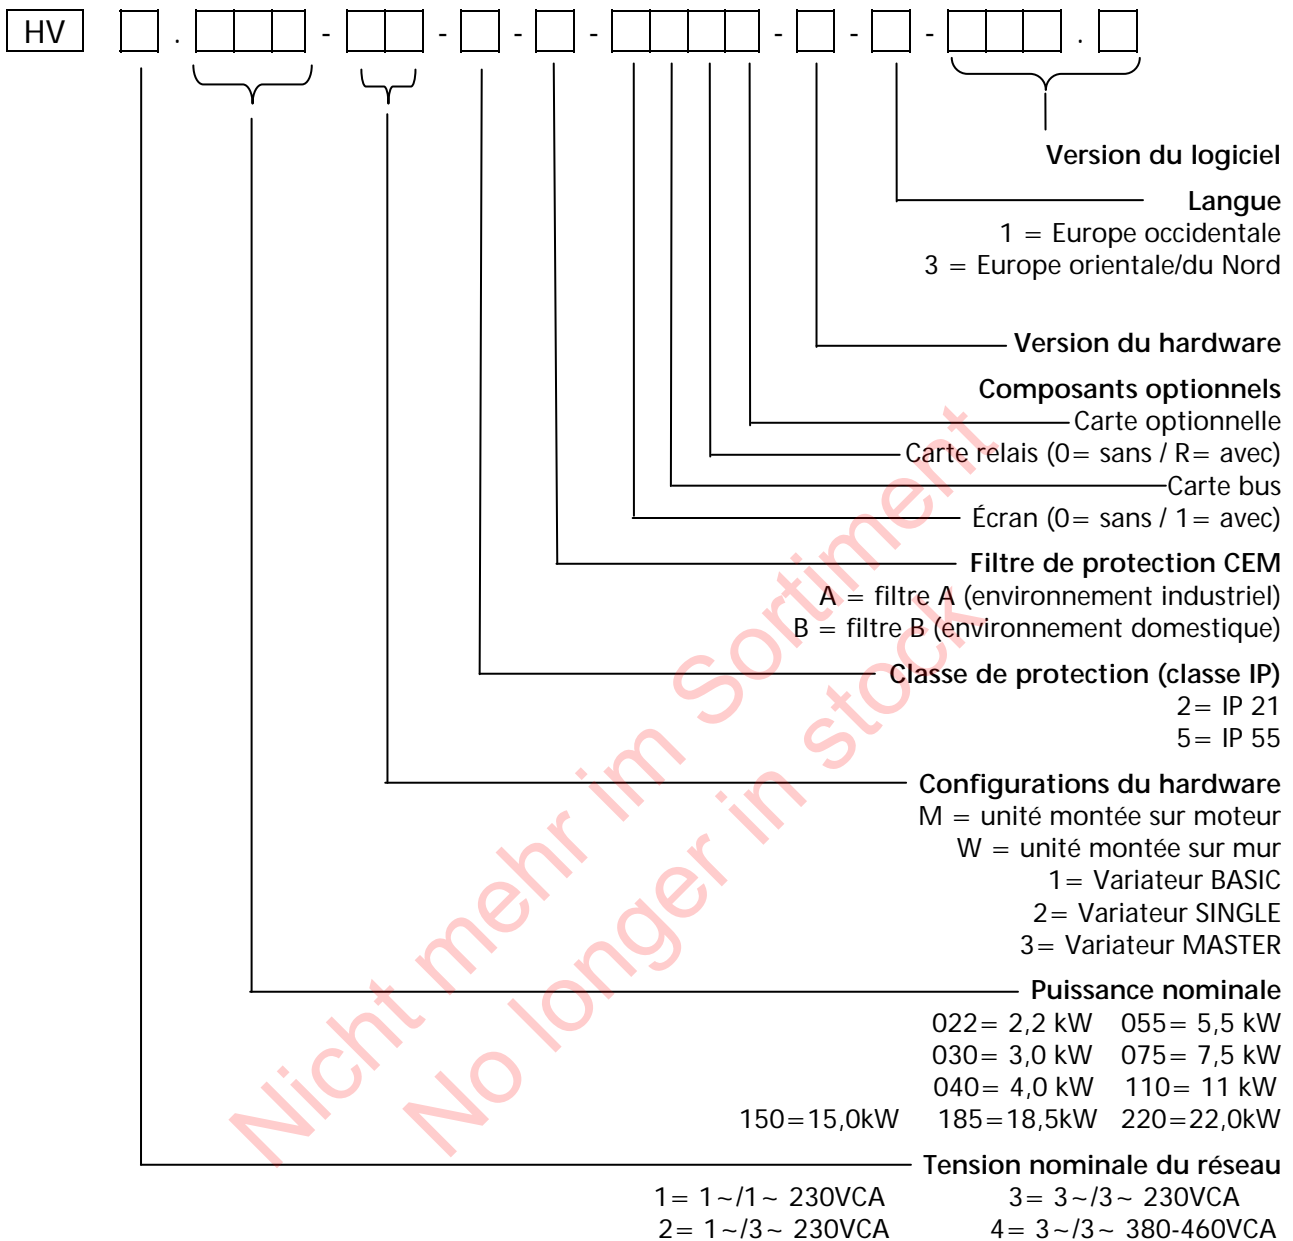 HV . - - - - - - .
Version du logiciel
Langue
1 = Europe occidentale
3 = Europe orientale/du Nord
Version du hardware
Composants optionnels
Carte optionnelle
Carte relais (0= sans / R= avec)
Carte bus
Écran (0= sans / 1= avec)
Filtre de protection CEM
A = filtre A (environnement industriel)
B = filtre B (environnement domestique)
Classe de protection (classe IP)
2= IP 21
5= IP 55
Configurations du hardware
M = unité montée sur moteur
W = unité montée sur mur
1= Variateur BASIC
2= Variateur SINGLE
3= Variateur MASTER
Puissance nominale
022= 2,2 kW 055= 5,5 kW
030= 3,0 kW 075= 7,5 kW
040= 4,0 kW 110= 11 kW
150=15,0kW 185=18,5kW 220=22,0kW
Tension nominale du réseau
1= 1~/1~ 230VCA 3= 3~/3~ 230VCA
2= 1~/3~ 230VCA 4= 3~/3~ 380-460VCA
Nicht mehr im Sortiment
No longer in stock